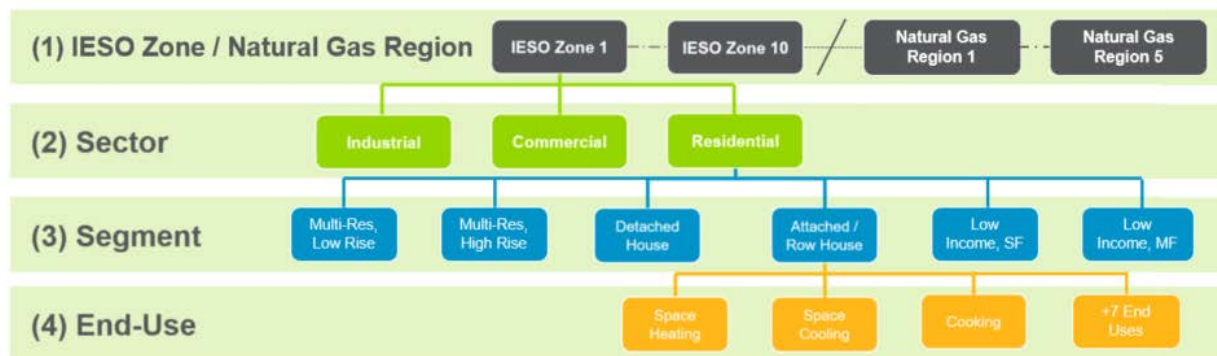 (1) IESO Zone / Natural Gas Region
IESO Zone 1
IESO Zone 10
Natural Gas
Region 1
Natural Gas
Region 5
(2) Sector
Industrial
Commercial
Residential
(3) Segment
Multi-Res,
Low Rise
Multi-Res,
High Rise
Detached
House
Attached /
Row House
Low
Income, SF
Low
Income, MF
(4) End-Use
Space
Heating
Space
Cooling
Cooking
+7 End
Uses